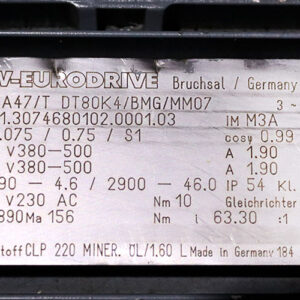 W-EURODRIVE Bruchsal / Germany
A47/T DT80K4/BMG/MM07 3 ~
1.3074680102.0001.03 IM M3A
.075 / 0.75 / S1 cosφ 0.99
V380-500 A 1.90
V380-500 A 1.90
90 - 4.6 / 2900 - 46.0 IP 54 Kl.
V230 AC Nm 10 Gleichrichter
890 Ma 156 Nm i 63.30 :1
toff CLP 220 MINER. ÖL/1.60 L Made in Germany 184